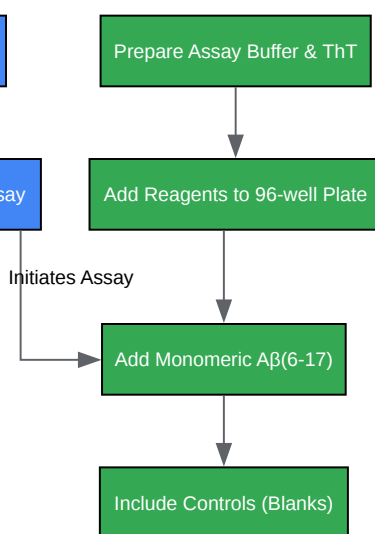 Prepare Assay Buffer & ThT
Add Reagents to 96-well Plate
Initiates Assay
Add Monomeric Aβ(6-17)
Include Controls (Blanks)